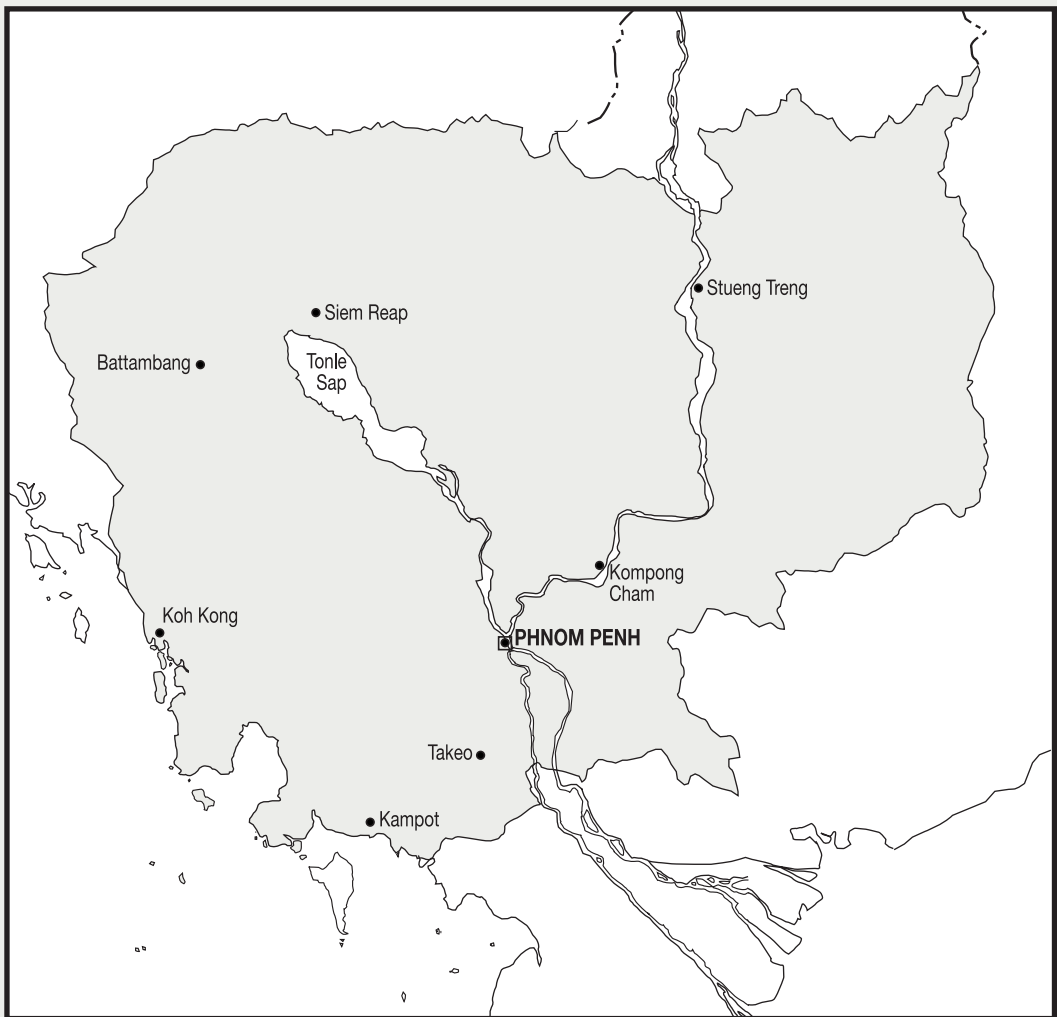 Stueng Treng
Siem Reap
Battambang
Tonle
Sap
Kompong
Cham
Koh Kong
PHNOM PENH
Takeo
Kampot